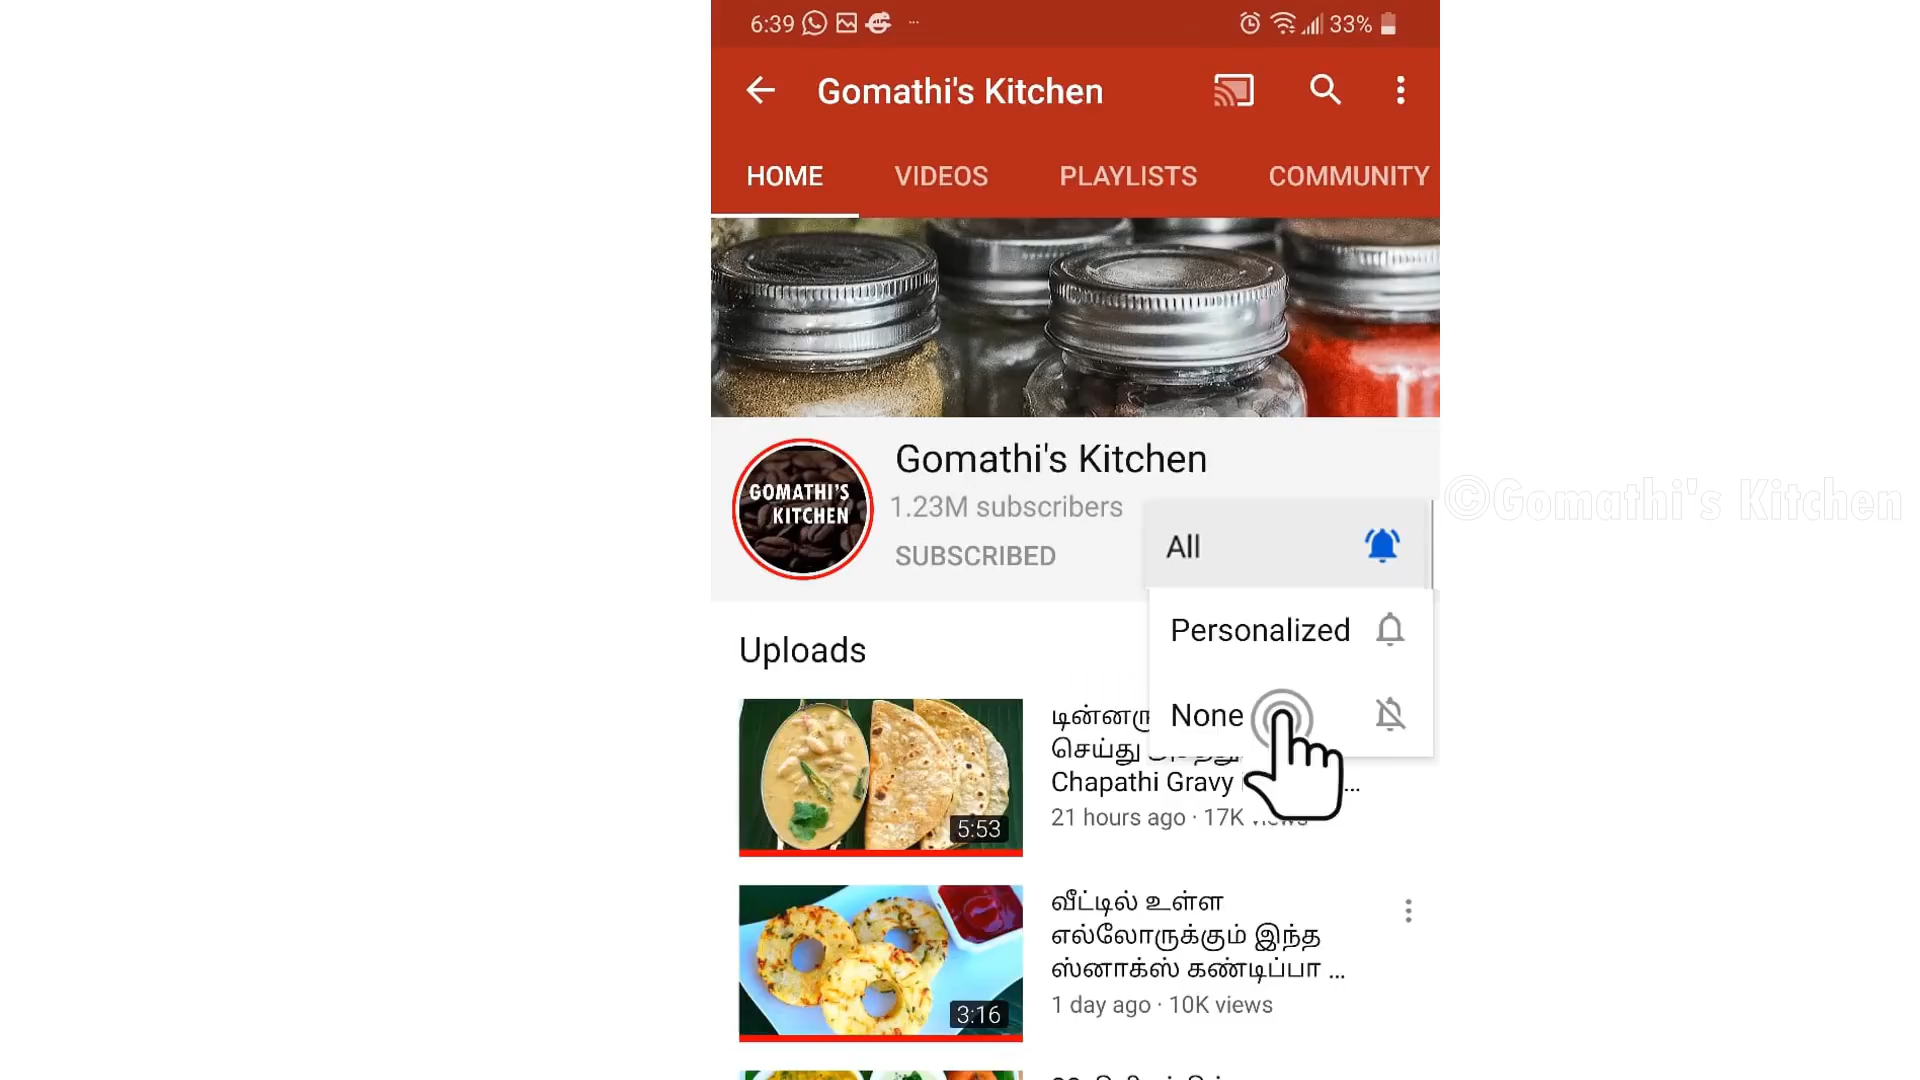 6:39
33%
Gomathi's Kitchen
HOME
VIDEOS
PLAYLISTS
COMMUNITY
GOMATHI'S
KITCHEN
Gomathi's Kitchen
1.23M subscribers
SUBSCRIBED
All
Personalized
None
©Gomathi's Kitchen
Uploads
5:53
செய்து
Chapathi Gravy ...
21 hours ago · 17K views
3:16
வீட்டில் உள்ள
எல்லோருக்கும் இந்த
ஸ்னாக்ஸ் கண்டிப்பா ...
1 day ago · 10K views